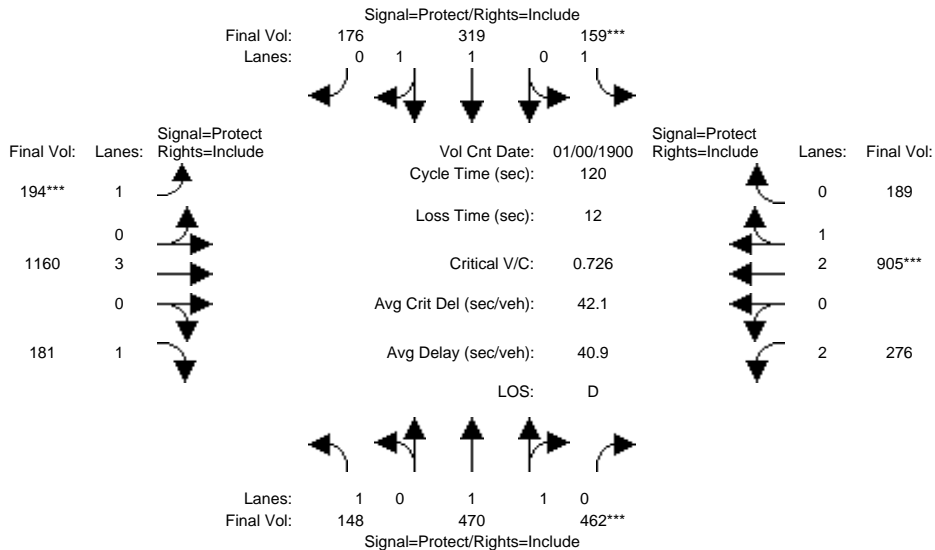 Signal=Protect/Rights=Include
Final Vol: 176 319 159***
Lanes: 0 1 1 0 1
Signal=Protect Signal=Protect
Final Vol: Lanes: Rights=Include Vol Cnt Date: 01/00/1900 Rights=Include Lanes: Final Vol:
Cycle Time (sec): 120
194*** 1 0 189
Loss Time (sec): 12
0 1
1160 3 Critical V/C: 0.726 2 905***
0 Avg Crit Del (sec/veh): 42.1 0
181 1 Avg Delay (sec/veh): 40.9 2 276
LOS: D
Lanes: 1 0 1 1 0
Final Vol: 148 470 462***
Signal=Protect/Rights=Include